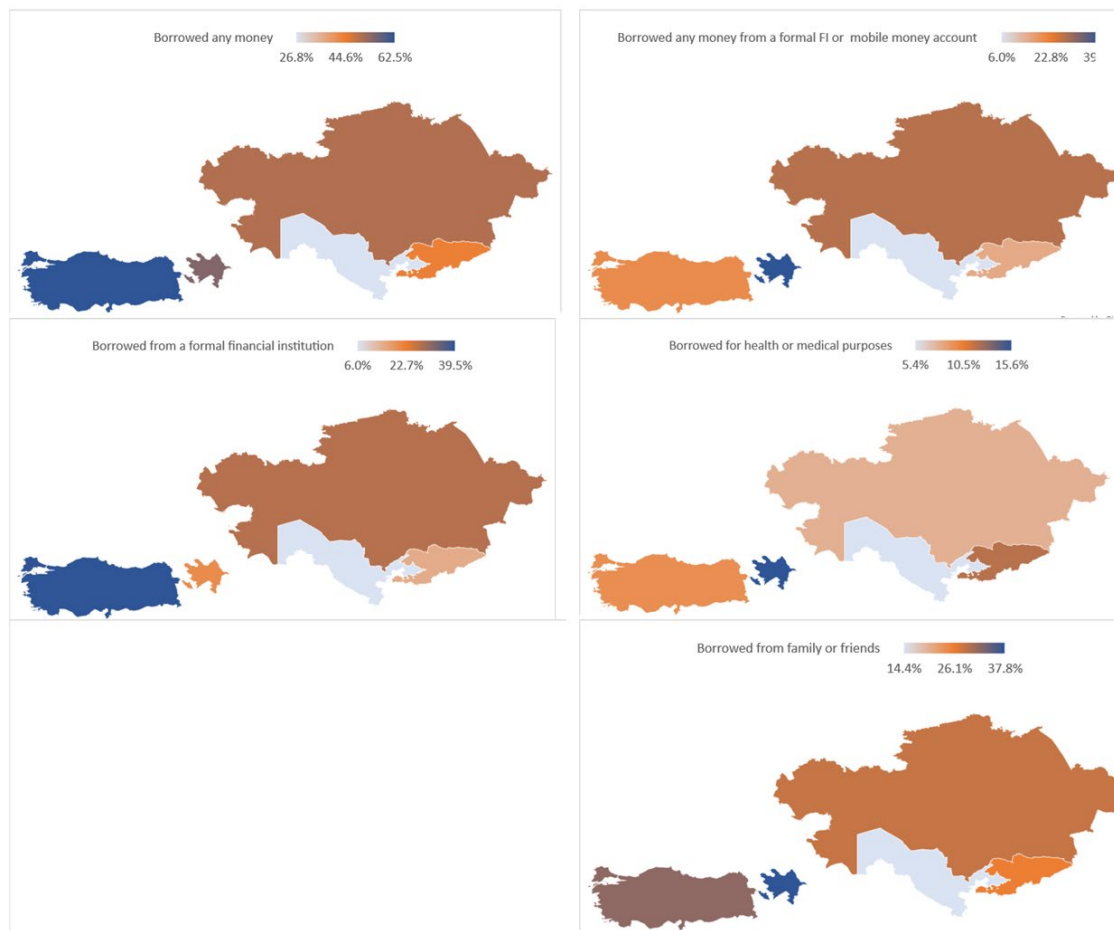 Borrowed any money
26.8% 44.6% 62.5%
Borrowed any money from a formal FI or mobile money account
6.0% 22.8% 39
Borrowed from a formal financial institution
6.0% 22.7% 39.5%
Borrowed for health or medical purposes
5.4% 10.5% 15.6%
Borrowed from family or friends
14.4% 26.1% 37.8%